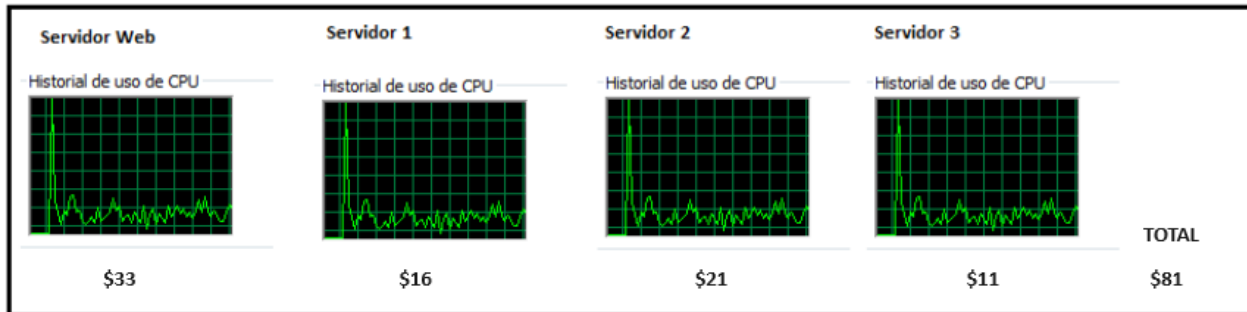 Servidor Web
Servidor 1
Servidor 2
Servidor 3
Historial de uso de CPU
Historial de uso de CPU
Historial de uso de CPU
Historial de uso de CPU
TOTAL
$33
$16
$21
$11
$81